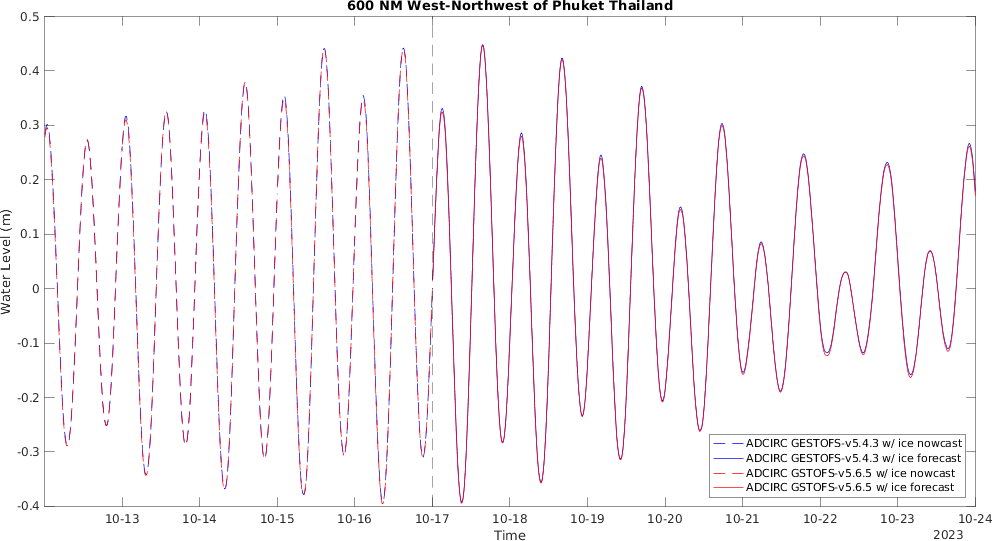 600 NM West-Northwest of Phuket Thailand
Water Level (m)
0.5
0.4
0.3
0.2
0.1
0
-0.1
-0.2
-0.3
-0.4
ADCIRC GESTOFS-v5.4.3 w/ ice nowcast
ADCIRC GESTOFS-v5.4.3 w/ ice forecast
ADCIRC GSTOFS-v5.6.5 w/ ice nowcast
ADCIRC GSTOFS-v5.6.5 w/ ice forecast
10-13 10-14 10-15 10-16 10-17 10-18 10-19 10-20 10-21 10-22 10-23 10-24
Time
2023